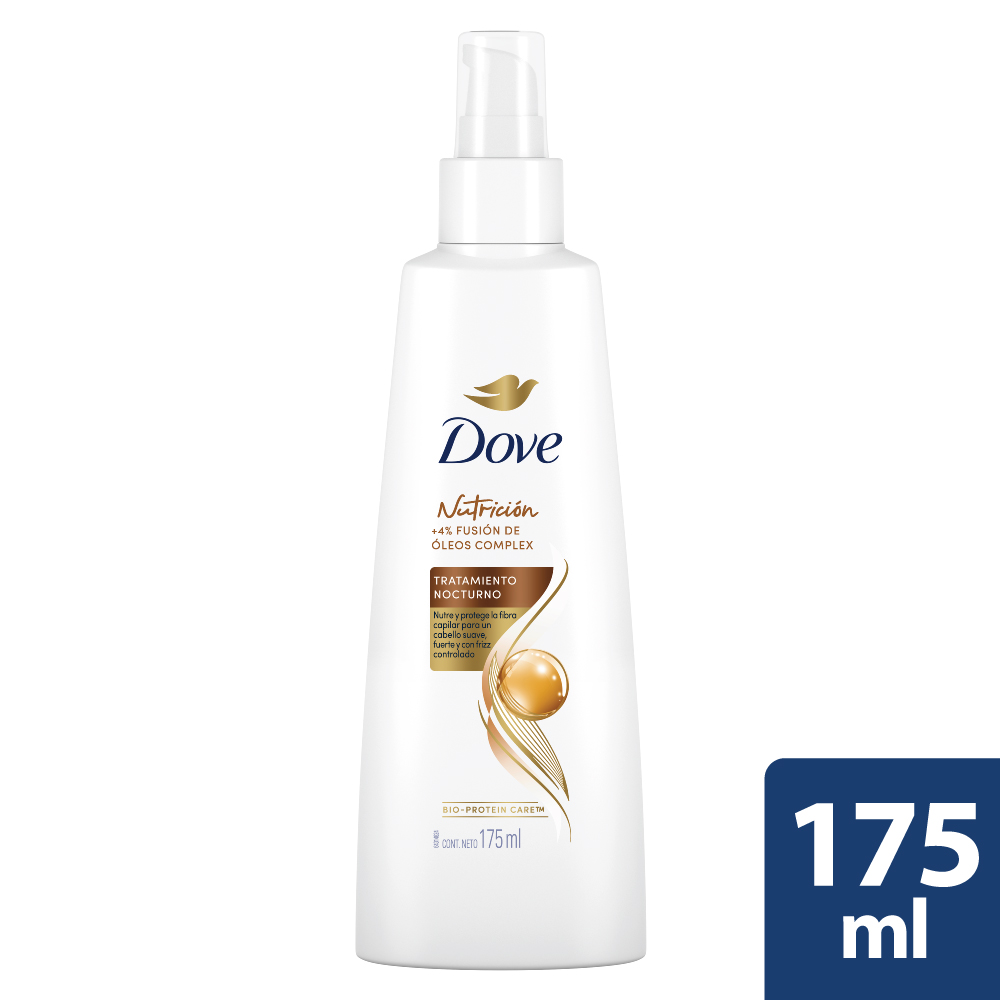 Dove
Nutrición
+4% FUSIÓN DE
ÓLEOS COMPLEX
TRATAMIENTO
NOCTURNO
Nutre y protege la fibra
capilar para un
cabello suave,
fuerte y con frizz
controlado
BIO-PROTEIN CARE™
CONT. NETO 175 ml
175
ml